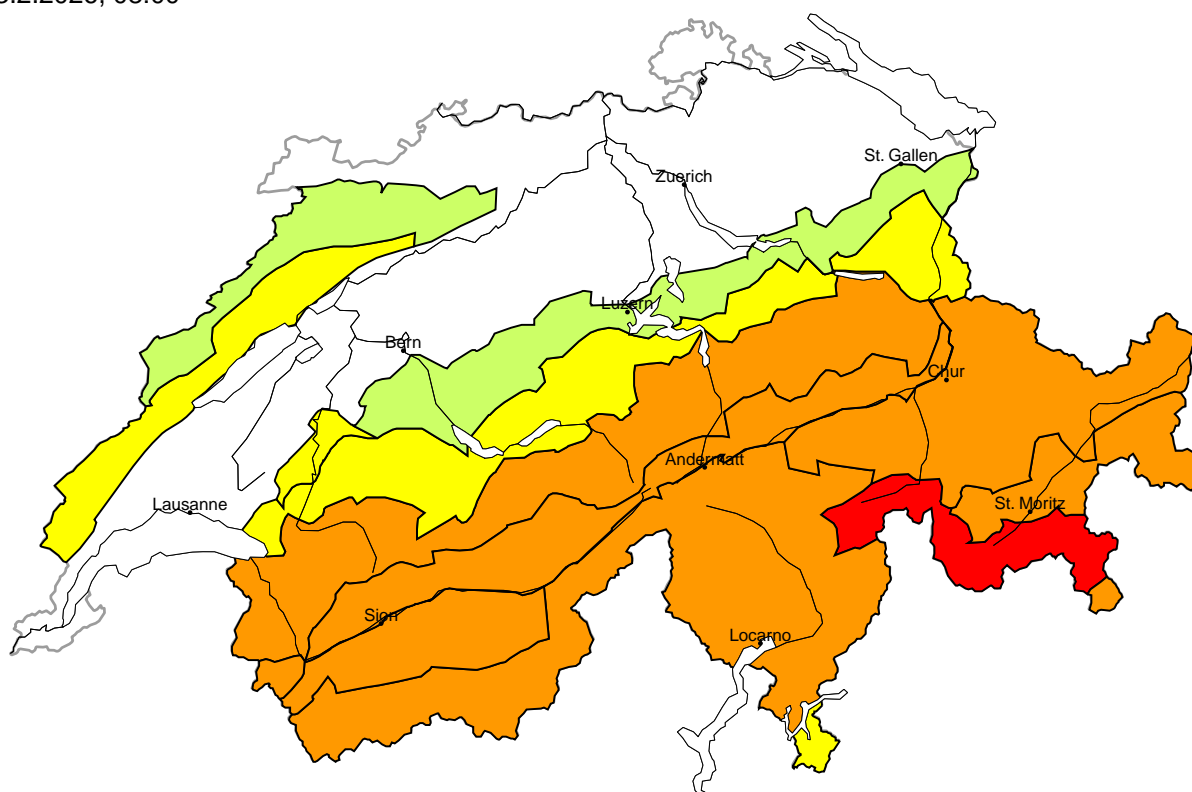 St. Gallen
Zuerich
Luzern
Bern
Chur
Andermatt
Lausanne
St. Moritz
Sion
Locarno